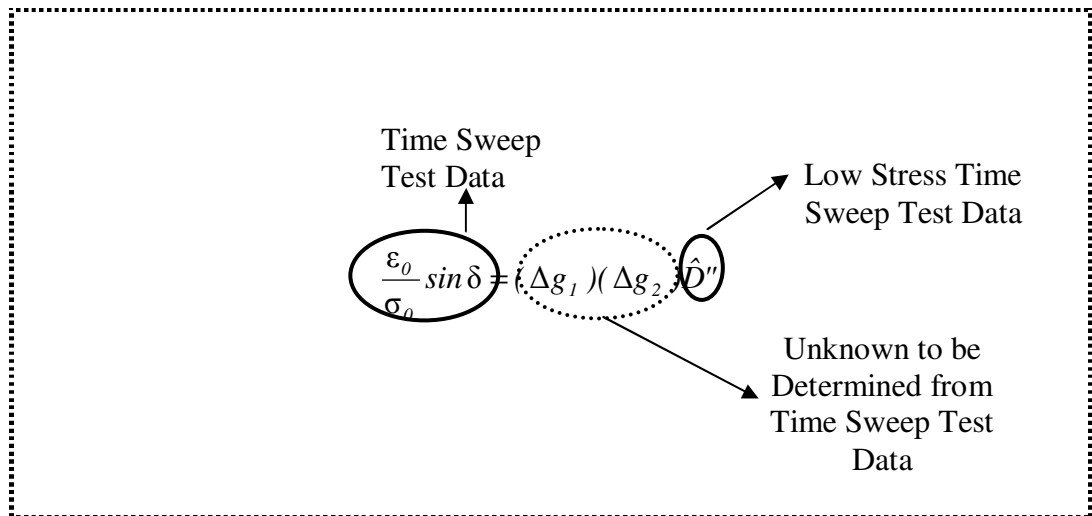 Time Sweep
Test Data
Low Stress Time
Sweep Test Data
ε₀/σ₀ sin δ = ( Δg₁ )( Δg₂ ) D̂″
Unknown to be
Determined from
Time Sweep Test
Data